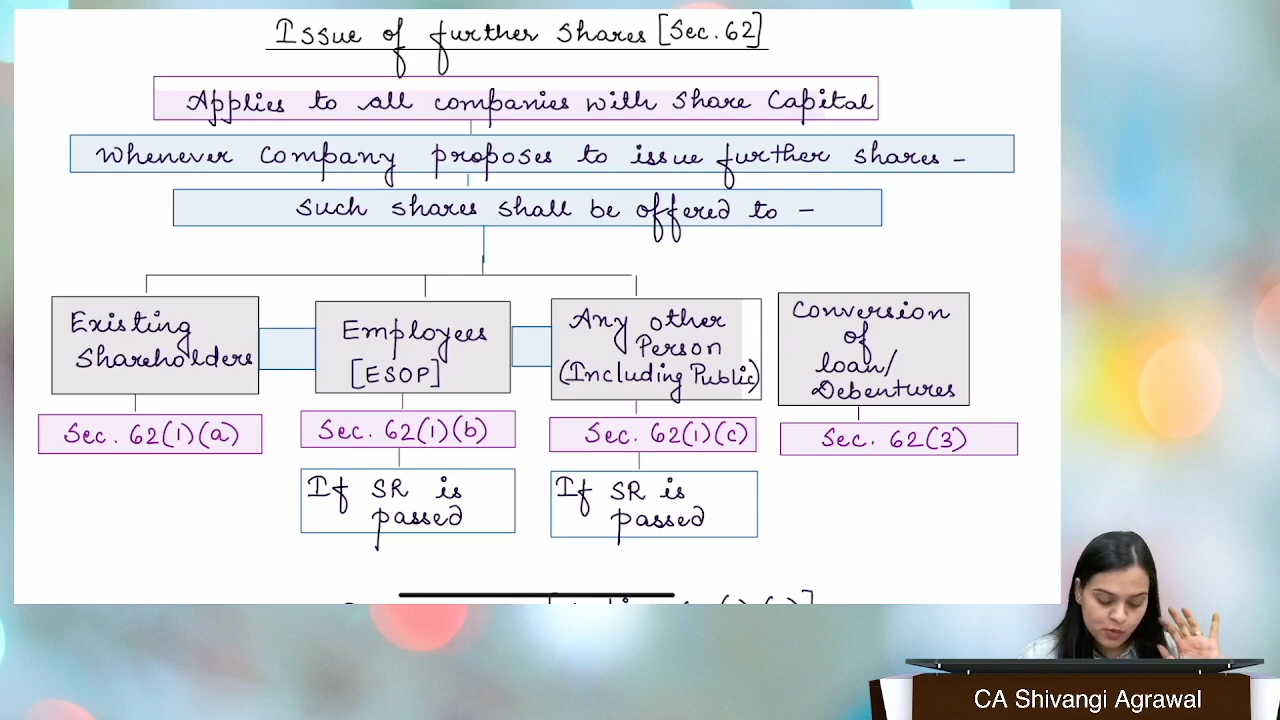 Issue of further shares [Sec. 62]
Applies to all companies with Share Capital
Whenever Company proposes to issue further shares -
Such shares shall be offered to -
Existing
Shareholders
Employees
[ESOP]
Any other
Person
(Including Public)
Conversion
of
loan/
Debentures
Sec. 62(1)(a)
Sec. 62(1)(b)
Sec. 62(1)(c)
Sec. 62(3)
If SR is
passed
If SR is
passed
CA Shivangi Agrawal